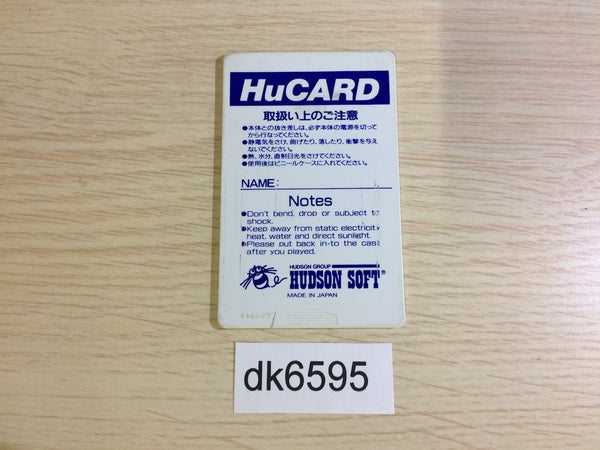 HuCARD
取扱い上のご注意
●本体との抜き差しは、必ず本体の電源を切って
から行なってください。
●静電気をさけ、曲げたり、落したり、衝撃を与え
ないでください。
●熱、水分、直射日光をさけてください。
●使用後はビニールケースに入れてください。
NAME:
Notes
●Don't bend, drop or subject to
shock.
●Keep away from static electricity
heat, water and direct sunlight.
●Please put back in-to the case
after you played.
HUDSON GROUP
HUDSON SOFT®
MADE IN JAPAN
dk6595